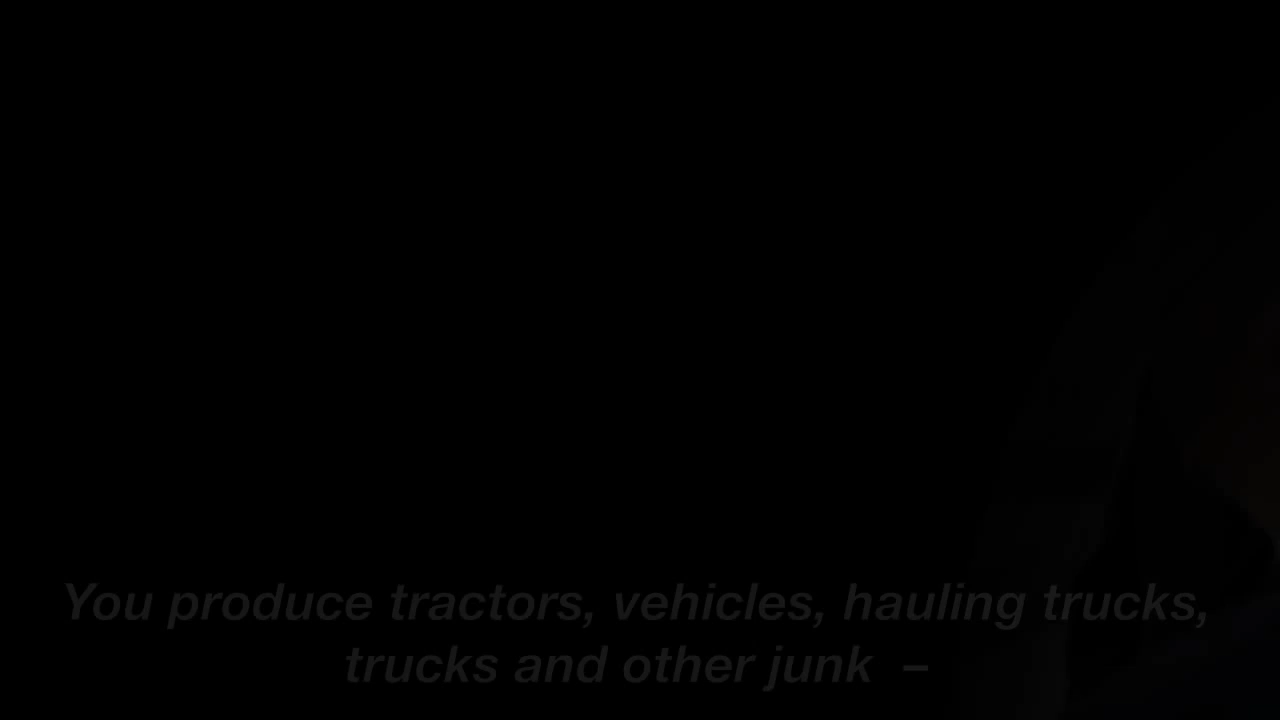 You produce tractors, vehicles, hauling trucks,
trucks and other junk –